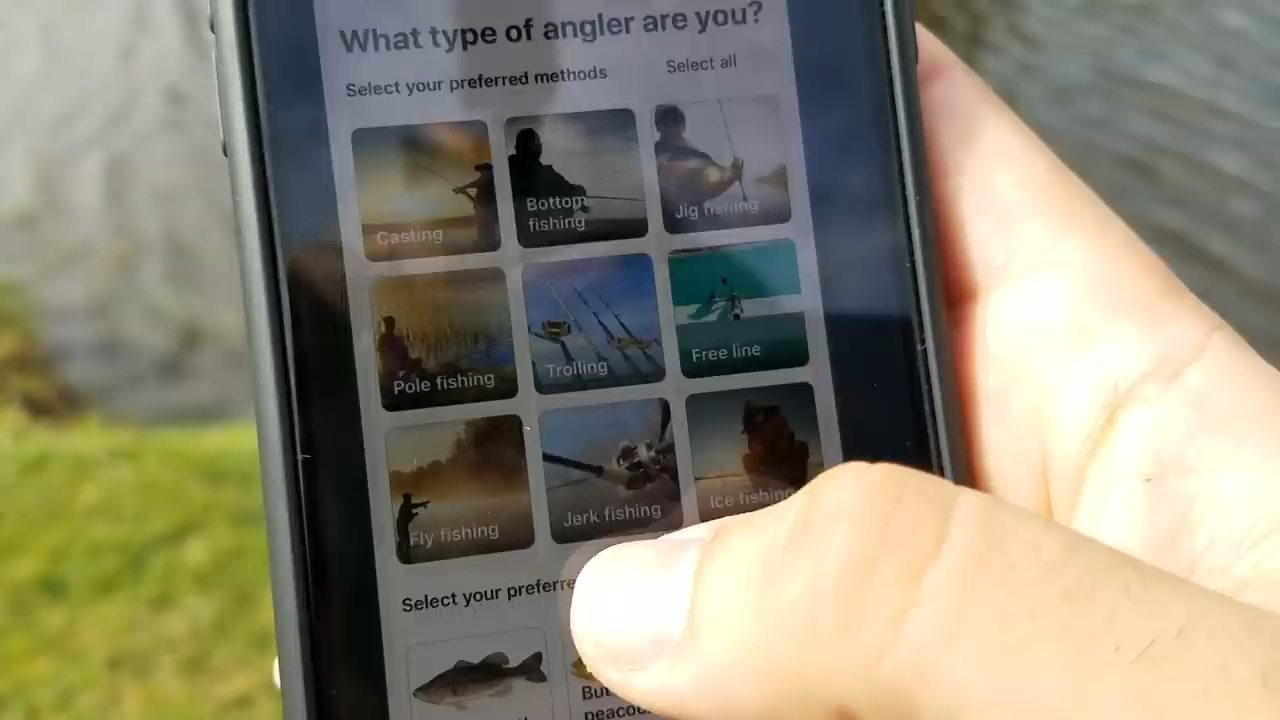 What type of angler are you?
Select your preferred methods
Select all
Casting
Bottom
fishing
Jig fishing
Pole fishing
Trolling
Free line
Fly fishing
Jerk fishing
Ice fishing
Select your